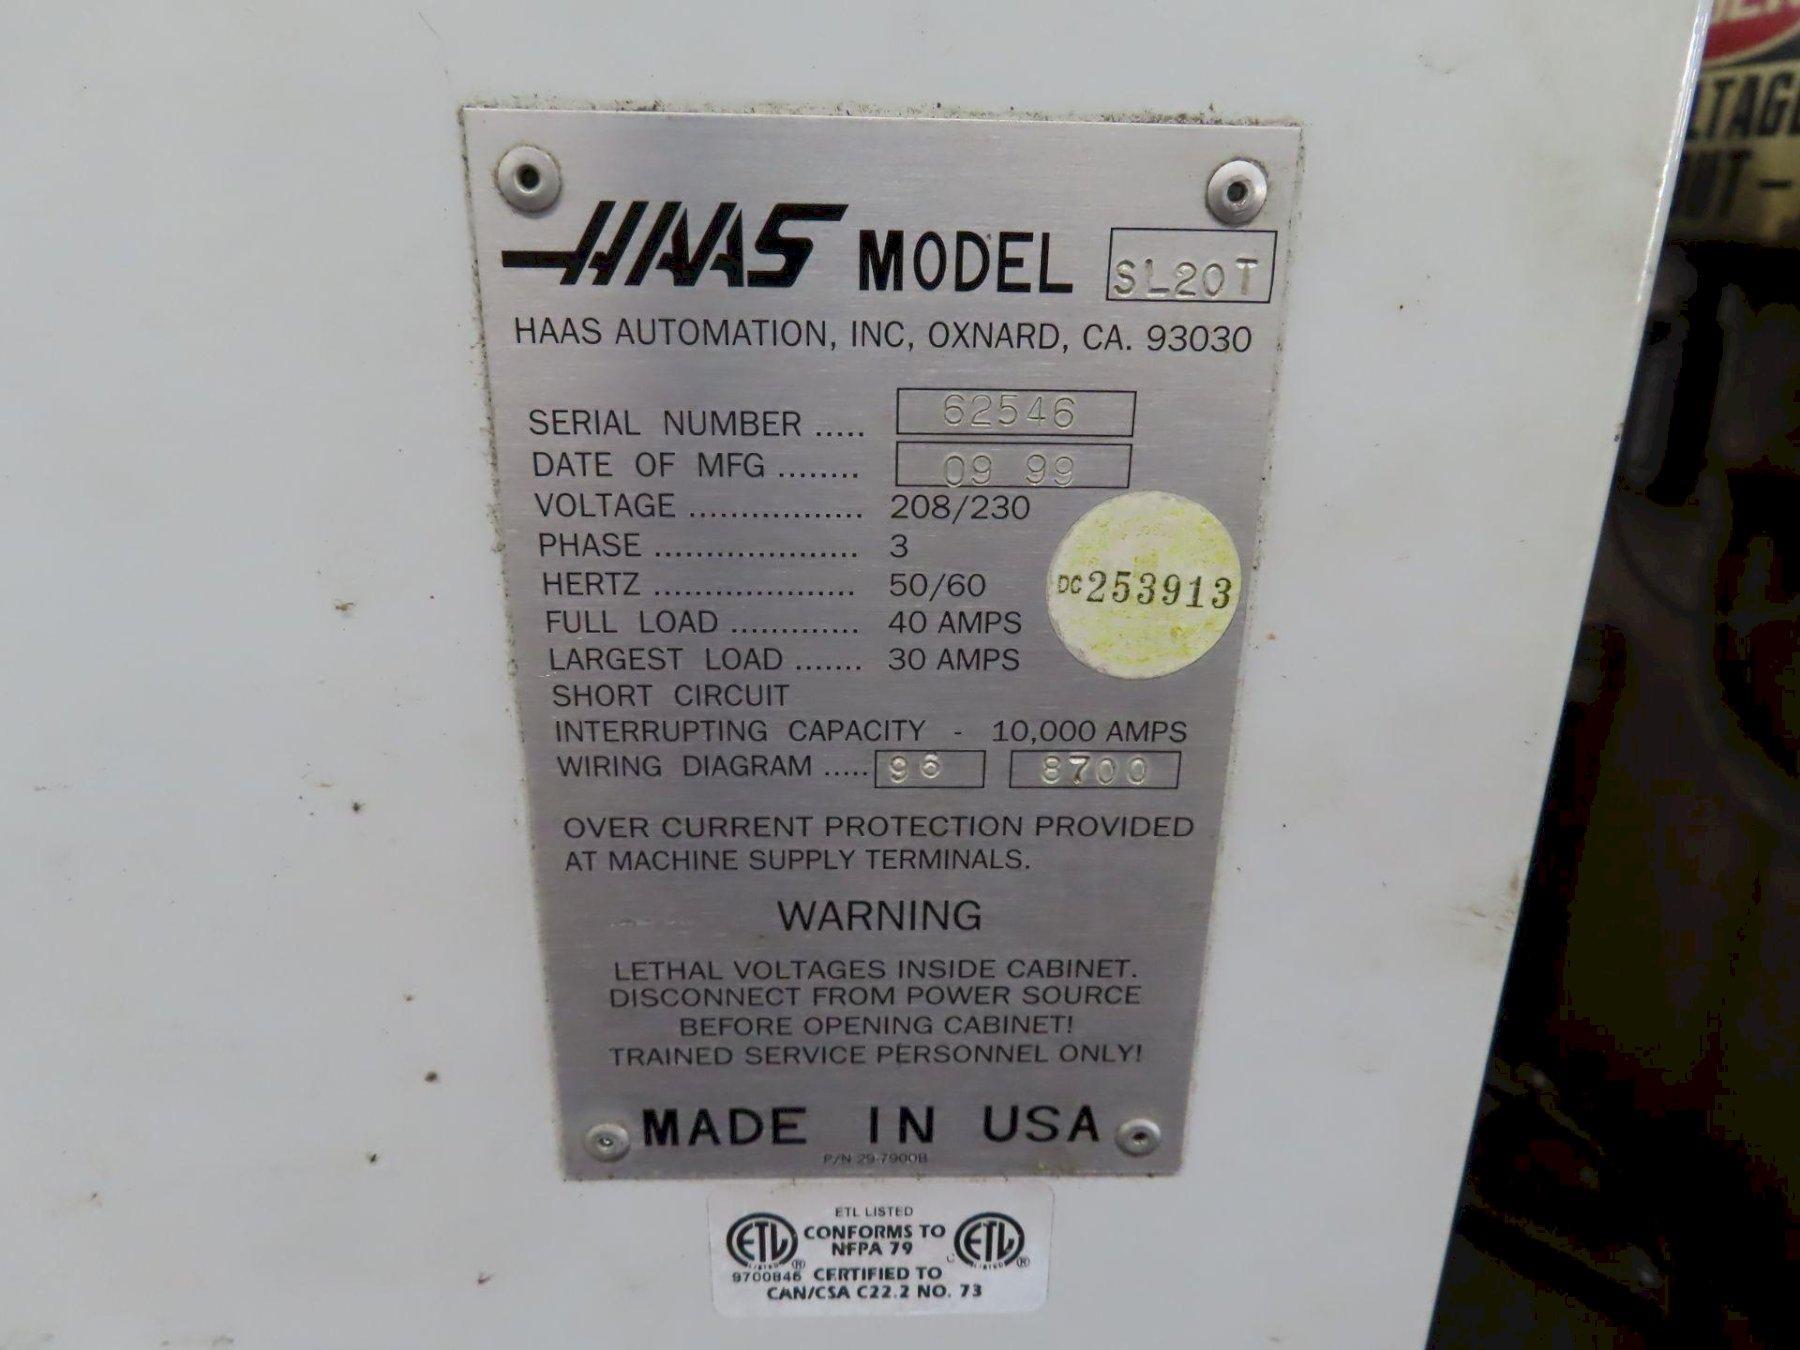 HAAS MODEL SL20T
HAAS AUTOMATION, INC, OXNARD, CA. 93030
SERIAL NUMBER ..... 62546
DATE OF MFG ........ 09 99
VOLTAGE ................. 208/230
PHASE .................... 3
HERTZ .................... 50/60
DC253913
FULL LOAD ............. 40 AMPS
LARGEST LOAD ....... 30 AMPS
SHORT CIRCUIT
INTERRUPTING CAPACITY - 10,000 AMPS
WIRING DIAGRAM ..... 96 8700
OVER CURRENT PROTECTION PROVIDED
AT MACHINE SUPPLY TERMINALS.
WARNING
LETHAL VOLTAGES INSIDE CABINET.
DISCONNECT FROM POWER SOURCE
BEFORE OPENING CABINET!
TRAINED SERVICE PERSONNEL ONLY!
MADE IN USA
P/N 29-7900B
ETL LISTED
ETL CONFORMS TO ETL
LISTED NFPA 79 LISTED
9700846 CERTIFIED TO
CAN/CSA C22.2 NO. 73